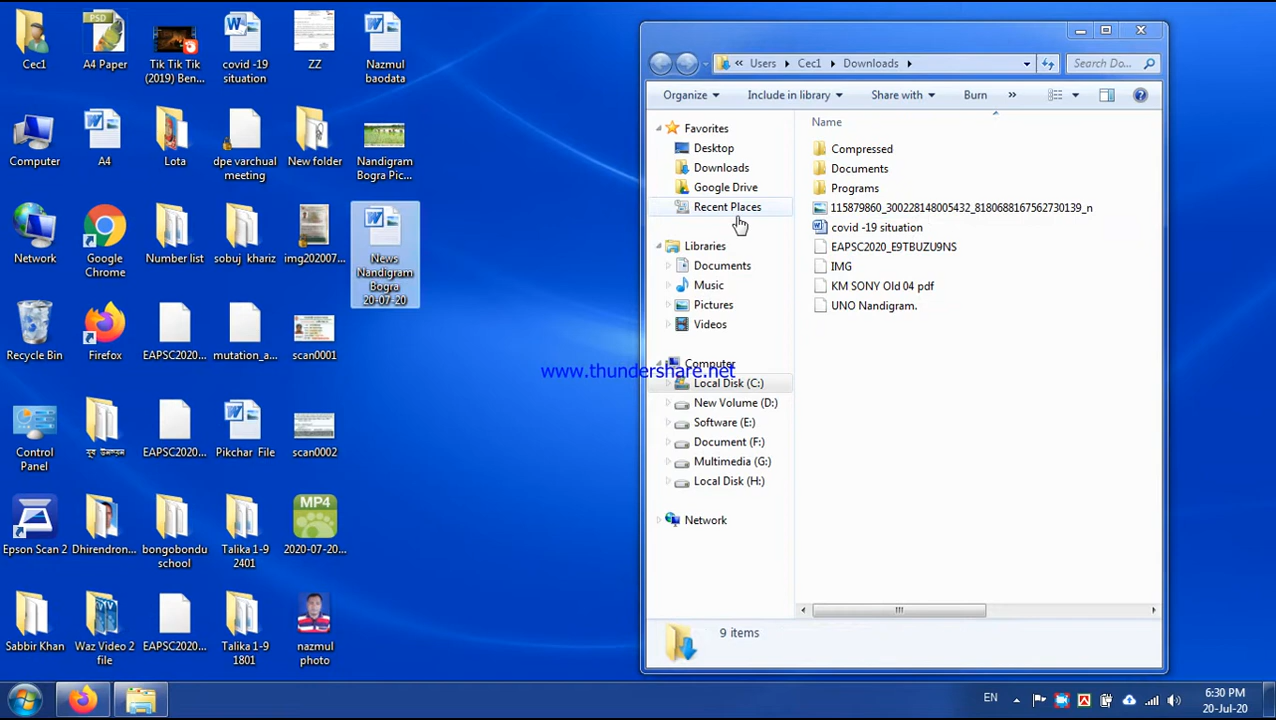 Cec1
A4 Paper
Tik Tik Tik
(2019) Ben...
covid -19
situation
ZZ
Nazmul
baodata
Computer
A4
Lota
dpe varchual
meeting
New folder
Nandigram
Bogra Pic...
Network
Google
Chrome
Number list
sobuj khariz
img202007...
News
Nandigram
Bogra
20-07-20
Recycle Bin
Firefox
EAPSC2020...
mutation_a...
scan0001
Control
Panel
EAPSC2020...
Pikchar File
scan0002
Epson Scan 2
Dhirendron...
bongobondu
school
Talika 1-9
2401
MP4
2020-07-20...
Sabbir Khan
Waz Video 2
file
EAPSC2020...
Talika 1-9
1801
nazmul
photo
PSD
« Users Cec1 Downloads
Search Do...
Organize
Include in library
Share with
Burn
»
Favorites
Desktop
Downloads
Google Drive
Recent Places
Libraries
Documents
Music
Pictures
Videos
Computer
Local Disk (C:)
New Volume (D:)
Software (E:)
Document (F:)
Multimedia (G:)
Local Disk (H:)
Network
Name
Compressed
Documents
Programs
115879860_300228148005432_8180688167562730139_n
covid -19 situation
EAPSC2020_E9TBUZU9NS
IMG
KM SONY Old 04 pdf
UNO Nandigram.
9 items
www.thundershare.net
EN
6:30 PM
20-Jul-20